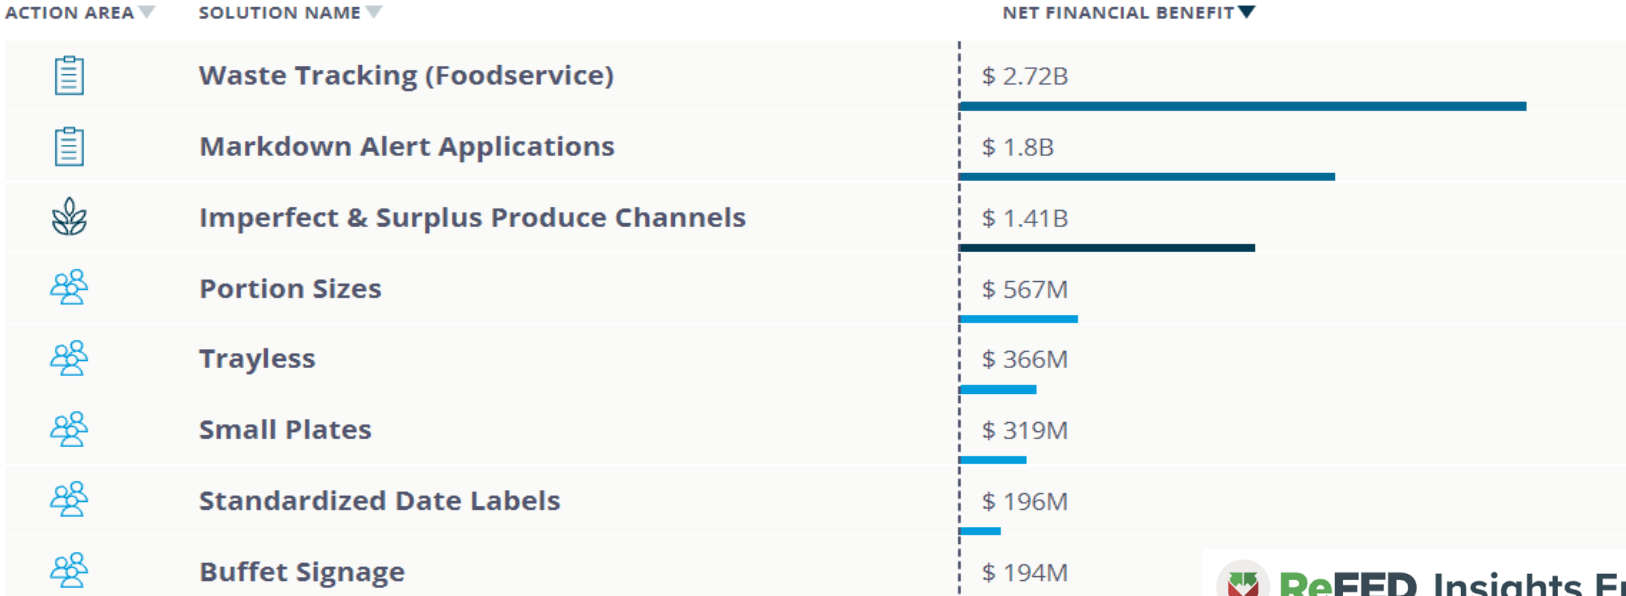 ACTION AREA SOLUTION NAME NET FINANCIAL BENEFIT
Waste Tracking (Foodservice) $ 2.72B
Markdown Alert Applications $ 1.8B
Imperfect & Surplus Produce Channels $ 1.41B
Portion Sizes $ 567M
Trayless $ 366M
Small Plates $ 319M
Standardized Date Labels $ 196M
Buffet Signage $ 194M
ReFED Insights